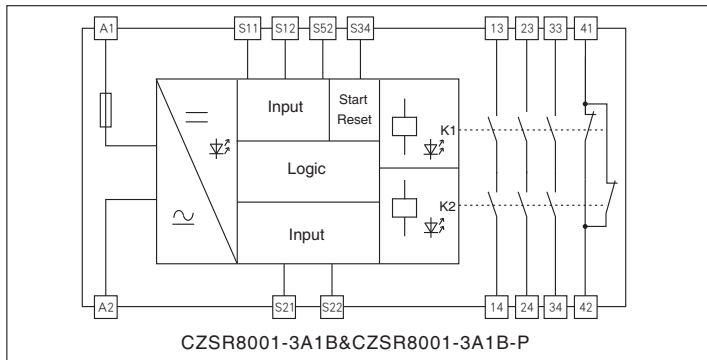 A1 S11 S12 S52 S34 13 23 33 41
Input
Start
Reset
K1
Logic
K2
Input
A2 S21 S22 14 24 34 42
CZSR8001-3A1B&CZSR8001-3A1B-P